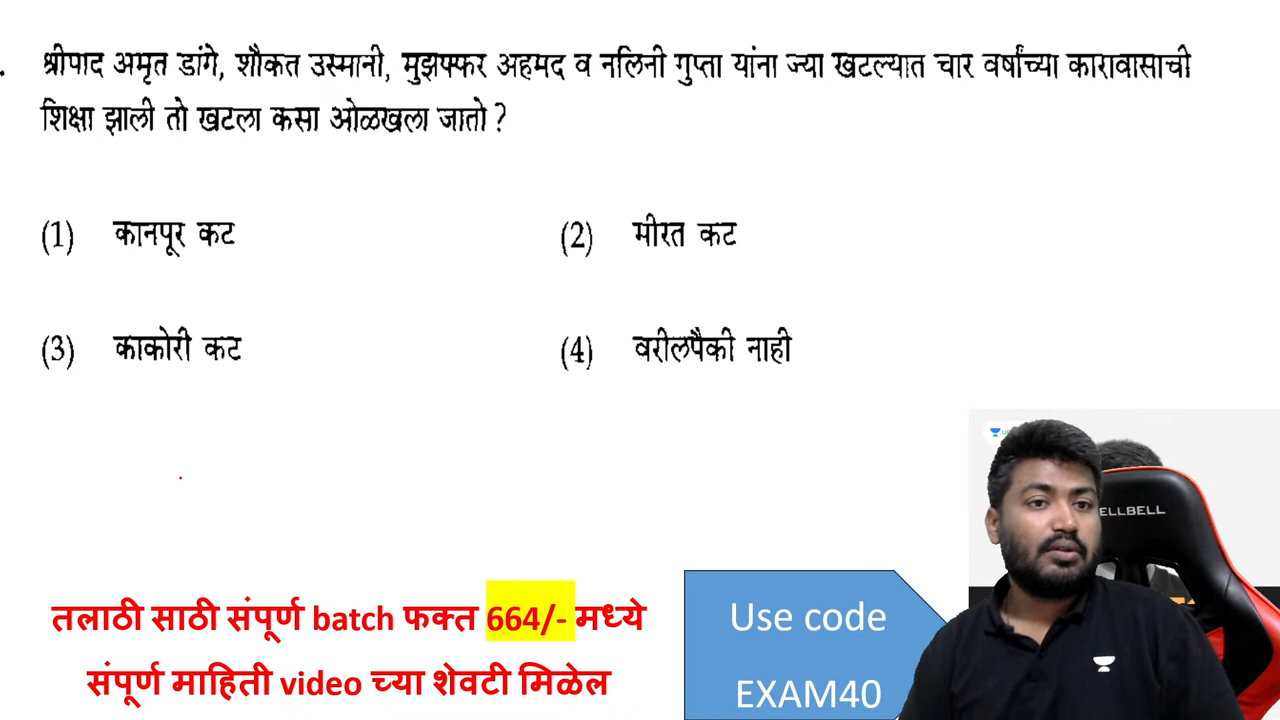 श्रीपाद अमृत डांगे, शौकत उस्मानी, मुझफ्फर अहमद व नलिनी गुप्ता यांना ज्या खटल्यात चार वर्षांच्या कारावासाची
शिक्षा झाली तो खटला कसा ओळखला जातो ?
(1) कानपूर कट (2) मीरत कट
(3) काकोरी कट (4) वरीलपैकी नाही
ELLBELL
तलाठी साठी संपूर्ण batch फक्त 664/- मध्ये
संपूर्ण माहिती video च्या शेवटी मिळेल
Use code
EXAM40